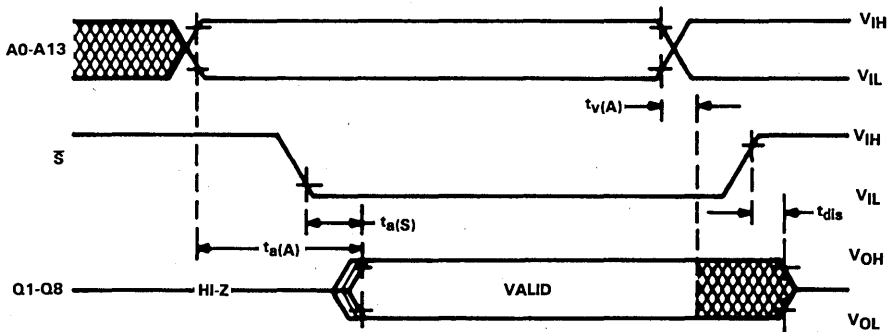 A0-A13
VIH
VIL
tv(A)
S̅
VIH
VIL
ta(S)
tdis
ta(A)
Q1-Q8
HI-Z
VALID
VOH
VOL